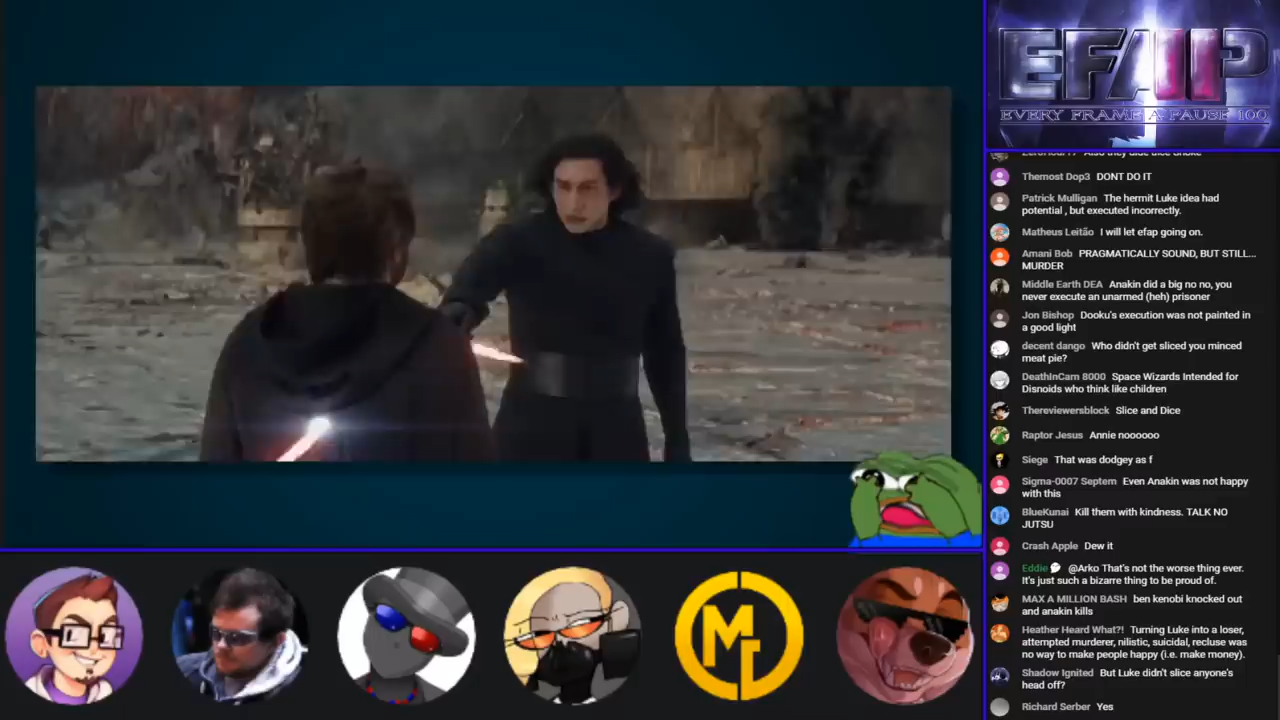 EFAP
EVERY FRAME A PAUSE 100
Themost Dop3 DONT DO IT
Patrick Mulligan The hermit Luke idea had
potential , but executed incorrectly.
Matheus Leitão I will let efap going on.
Amani Bob PRAGMATICALLY SOUND, BUT STILL...
MURDER
Middle Earth DEA Anakin did a big no no, you
never execute an unarmed (heh) prisoner
Jon Bishop Dooku's execution was not painted in
a good light
decent dango Who didn't get sliced you minced
meat pie?
DeathInCam 8000 Space Wizards Intended for
Disnoids who think like children
Thereviewersblock Slice and Dice
Raptor Jesus Annie noooooo
Siege That was dodgey as f
Sigma-0007 Septem Even Anakin was not happy
with this
BlueKunai Kill them with kindness. TALK NO
JUTSU
Crash Apple Dew it
Eddie @Arko That's not the worse thing ever.
It's just such a bizarre thing to be proud of.
MAX A MILLION BASH ben kenobi knocked out
and anakin kills
Heather Heard What?! Turning Luke into a loser,
attempted murderer, nilistic, suicidal, recluse was
no way to make people happy (i.e. make money).
Shadow Ignited But Luke didn't slice anyone's
head off?
Richard Serber Yes